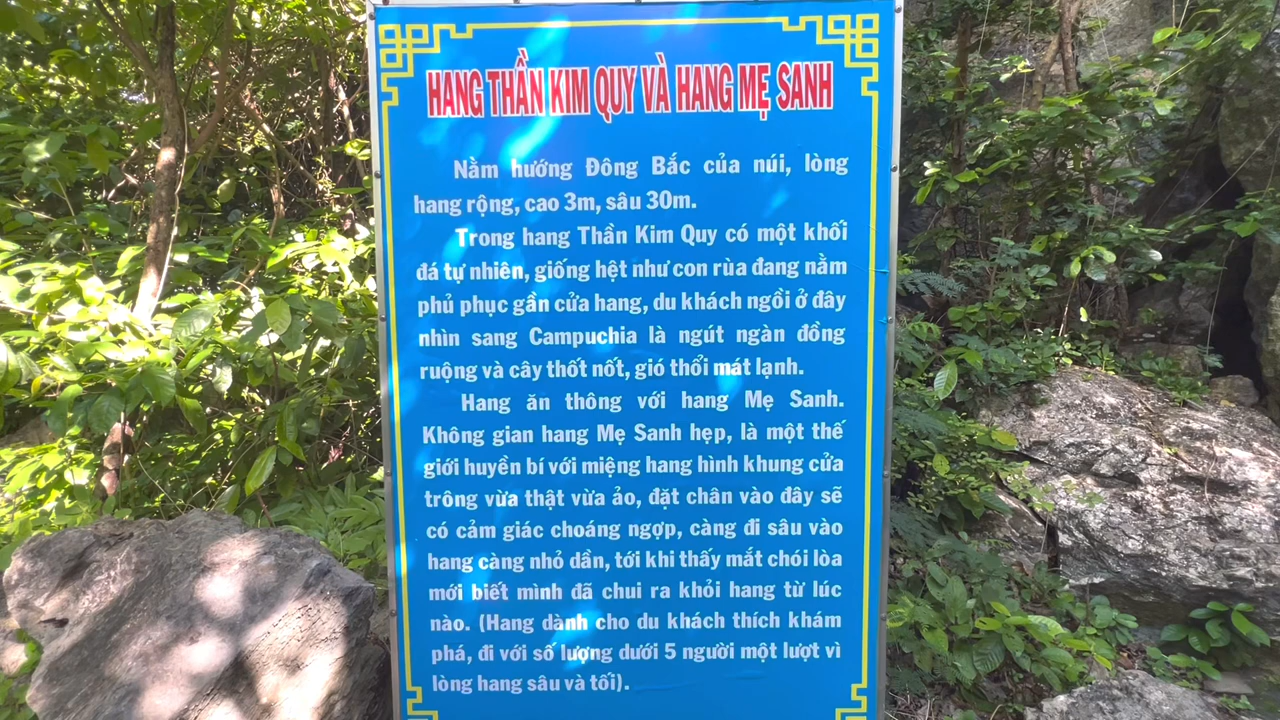 HANG THẦN KIM QUY VÀ HANG MẸ SANH
Nằm hướng Đông Bắc của núi, lòng
hang rộng, cao 3m, sâu 30m.
Trong hang Thần Kim Quy có một khối
đá tự nhiên, giống hệt như con rùa đang nằm
phủ phục gần cửa hang, du khách ngồi ở đây
nhìn sang Campuchia là ngút ngàn đồng
ruộng và cây thốt nốt, gió thổi mát lạnh.
Hang ăn thông với hang Mẹ Sanh.
Không gian hang Mẹ Sanh hẹp, là một thế
giới huyền bí với miệng hang hình khung cửa
trông vừa thật vừa ảo, đặt chân vào đây sẽ
có cảm giác choáng ngợp, càng đi sâu vào
hang càng nhỏ dần, tới khi thấy mắt chói lòa
mới biết mình đã chui ra khỏi hang từ lúc
nào. (Hang dành cho du khách thích khám
phá, đi với số lượng dưới 5 người một lượt vì
lòng hang sâu và tối).